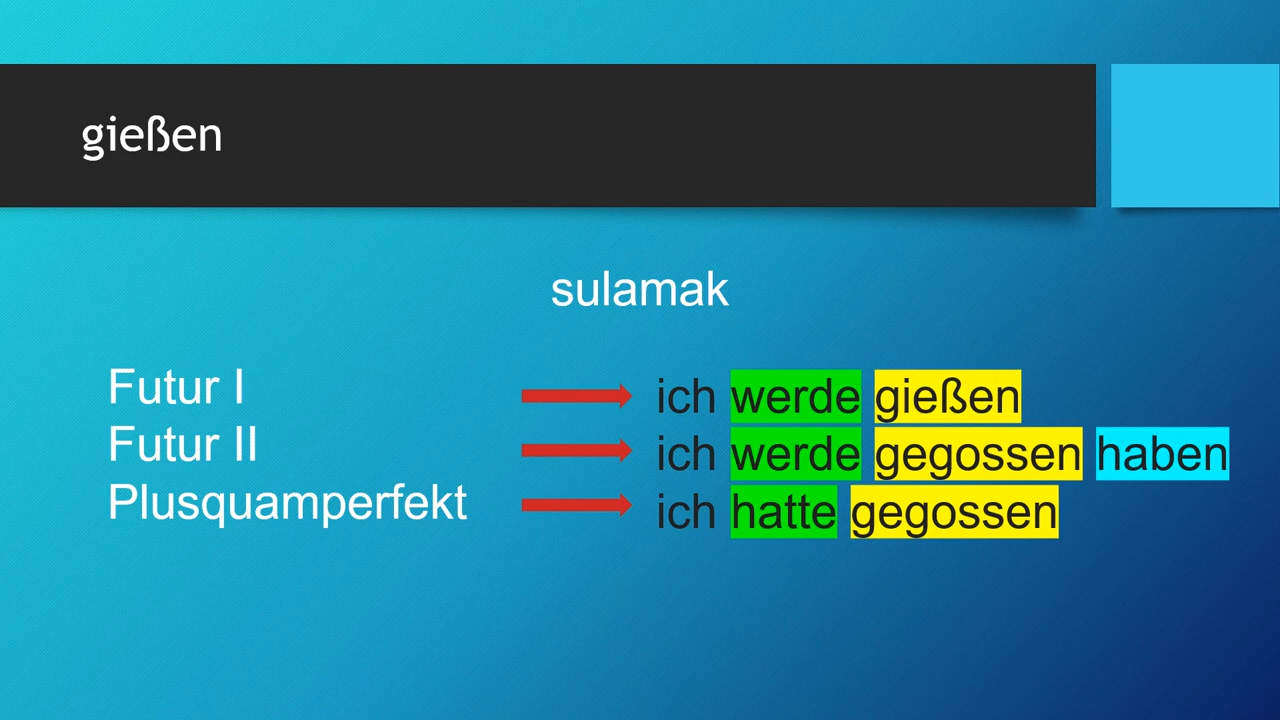 gießen
sulamak
Futur I ich werde gießen
Futur II ich werde gegossen haben
Plusquamperfekt ich hatte gegossen